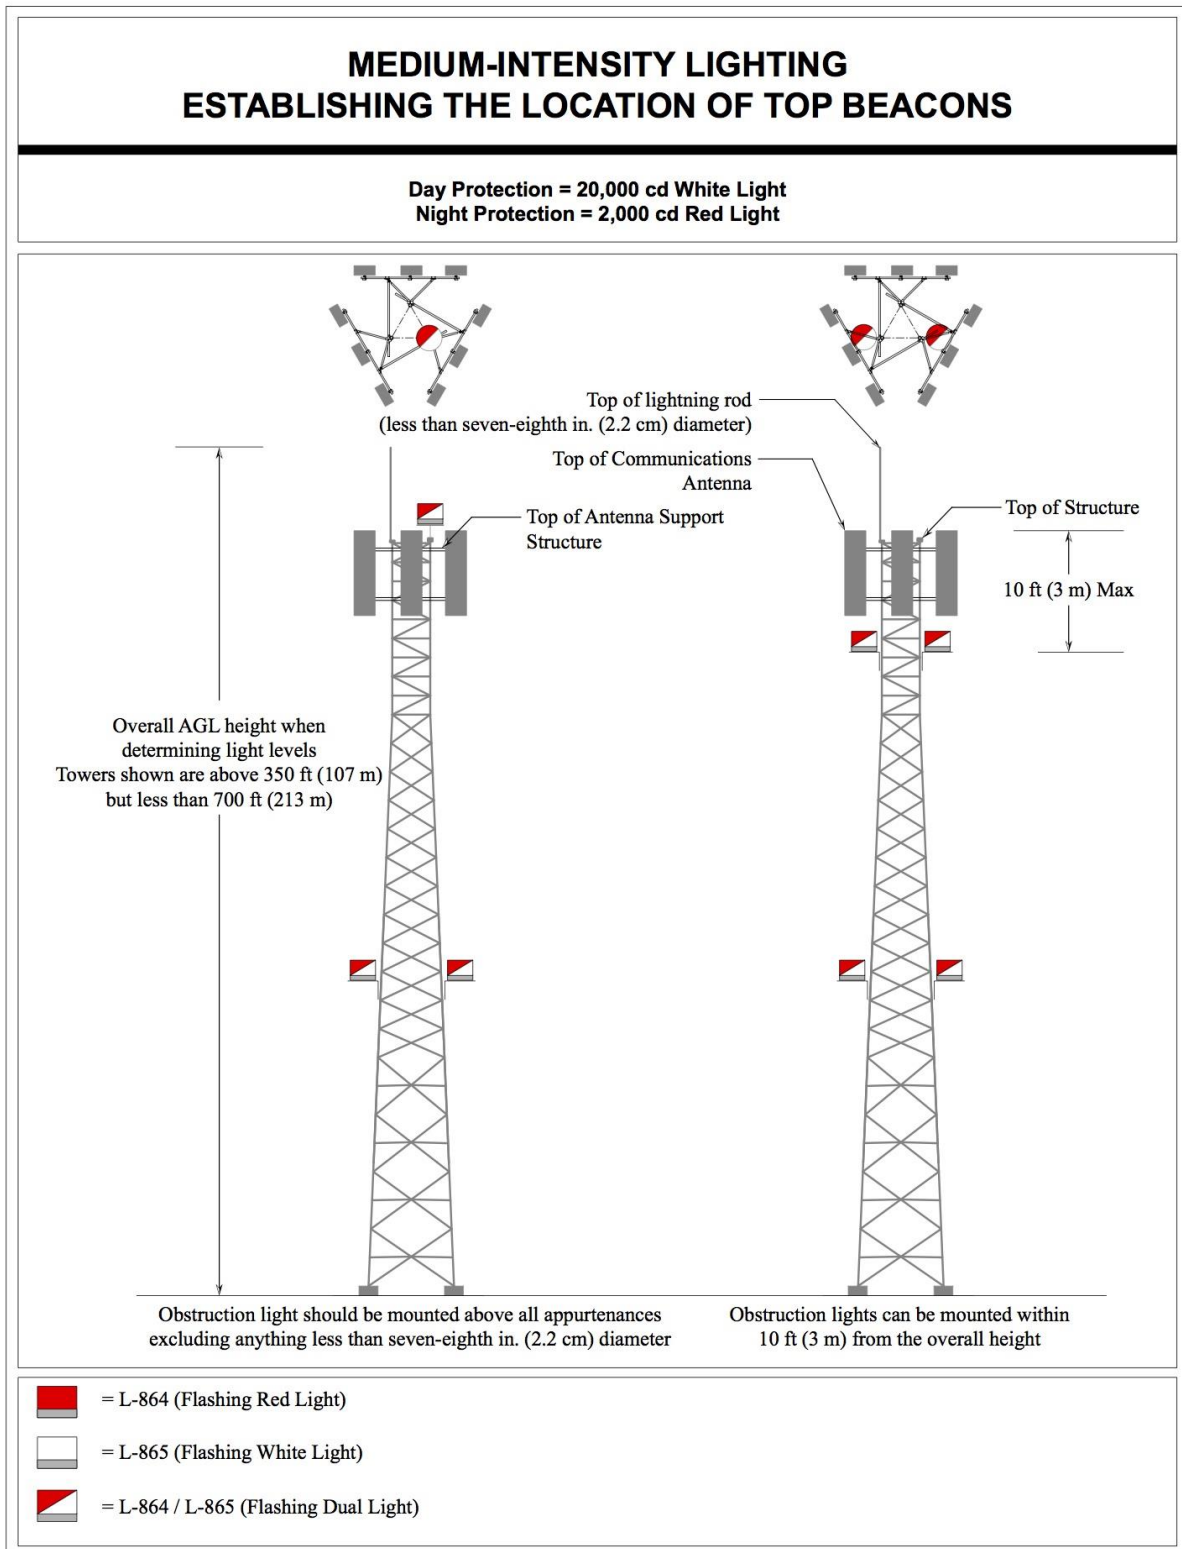 MEDIUM-INTENSITY LIGHTING
ESTABLISHING THE LOCATION OF TOP BEACONS
Day Protection = 20,000 cd White Light
Night Protection = 2,000 cd Red Light
Top of lightning rod
(less than seven-eighth in. (2.2 cm) diameter)
Top of Communications
Antenna
Top of Antenna Support
Structure
Top of Structure
10 ft (3 m) Max
Overall AGL height when
determining light levels
Towers shown are above 350 ft (107 m)
but less than 700 ft (213 m)
Obstruction light should be mounted above all appurtenances
excluding anything less than seven-eighth in. (2.2 cm) diameter
Obstruction lights can be mounted within
10 ft (3 m) from the overall height
= L-864 (Flashing Red Light)
= L-865 (Flashing White Light)
= L-864 / L-865 (Flashing Dual Light)